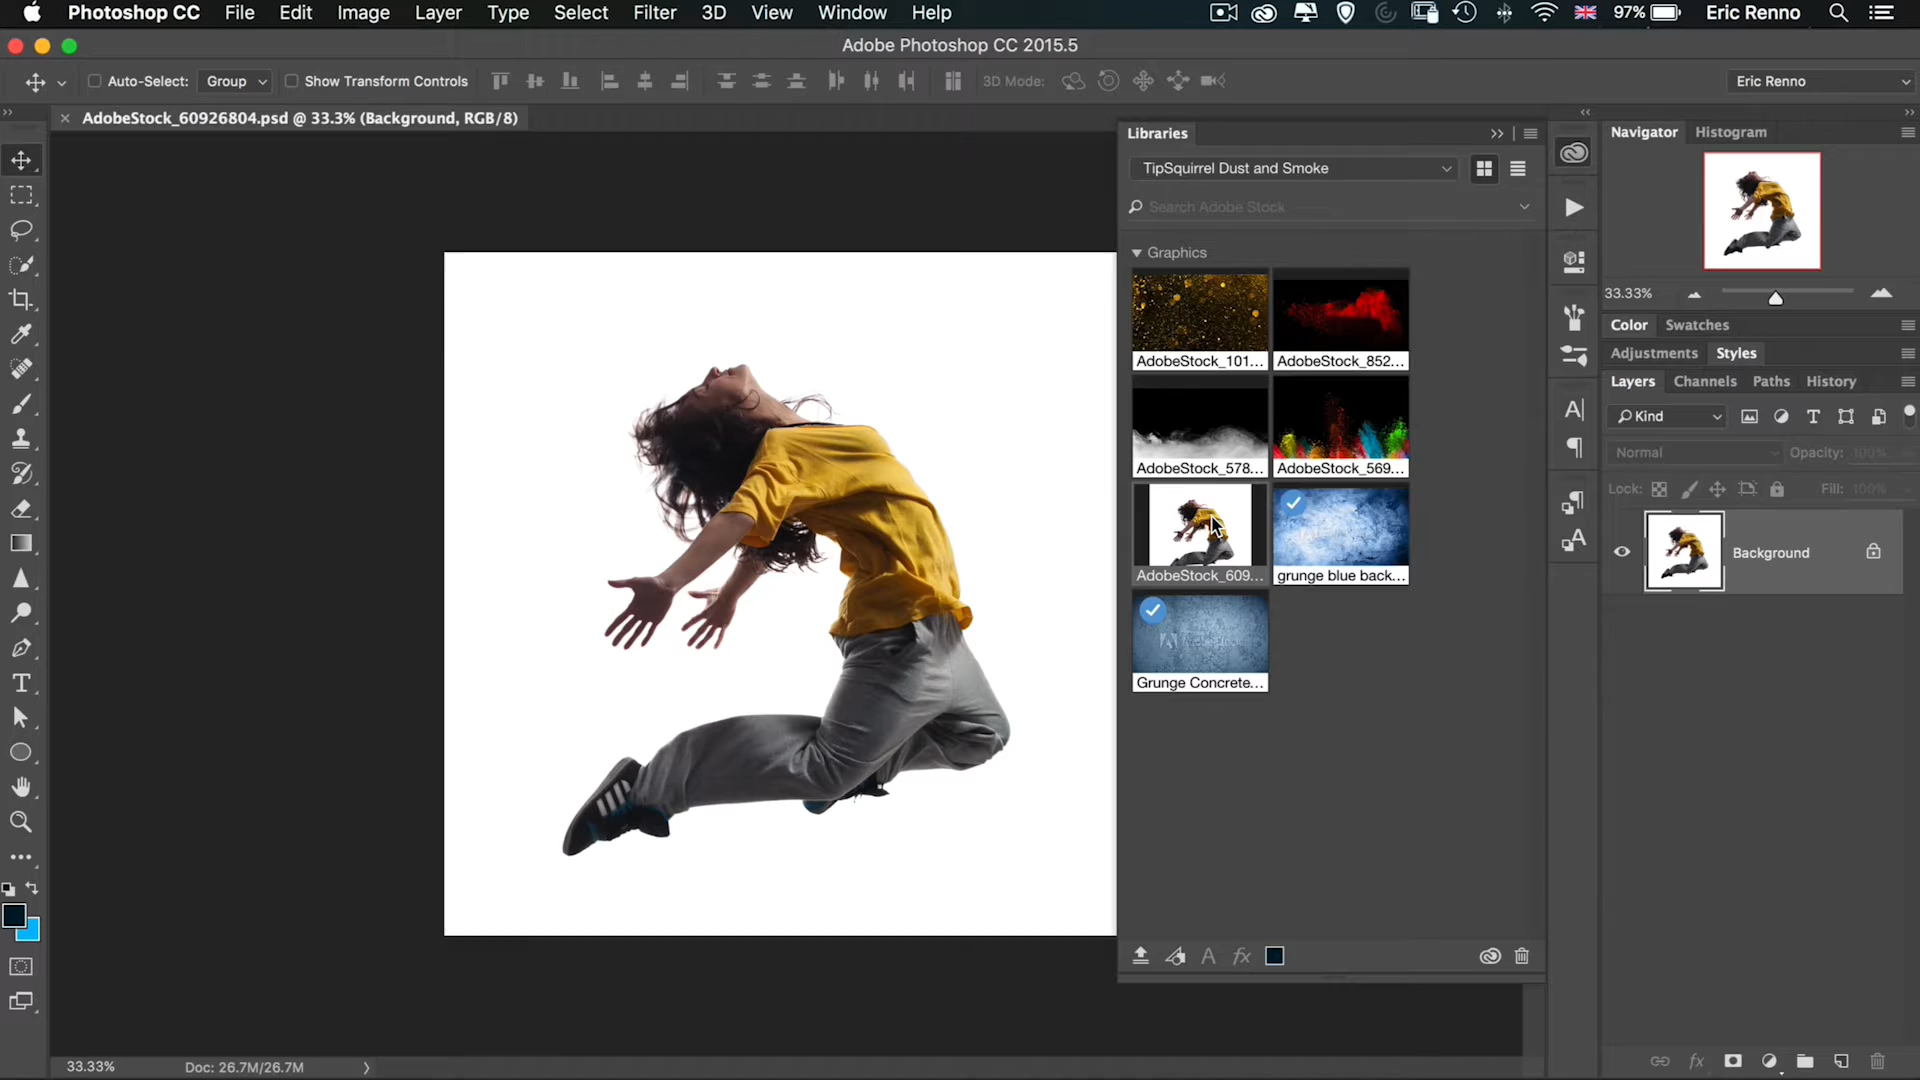 Photoshop CC File Edit Image Layer Type Select Filter 3D View Window Help 97% Eric Renno
Adobe Photoshop CC 2015.5
Auto-Select: Group Show Transform Controls 3D Mode: Eric Renno
× AdobeStock_60926804.psd @ 33.3% (Background, RGB/8)
Libraries
TipSquirrel Dust and Smoke
Search Adobe Stock
Graphics
AdobeStock_101... AdobeStock_852...
AdobeStock_578... AdobeStock_569...
AdobeStock_609... grunge blue back...
Grunge Concrete...
Navigator Histogram
33.33%
Color Swatches
Adjustments Styles
Layers Channels Paths History
Kind
Normal Opacity: 100%
Lock: Fill: 100%
Background
33.33% Doc: 26.7M/26.7M